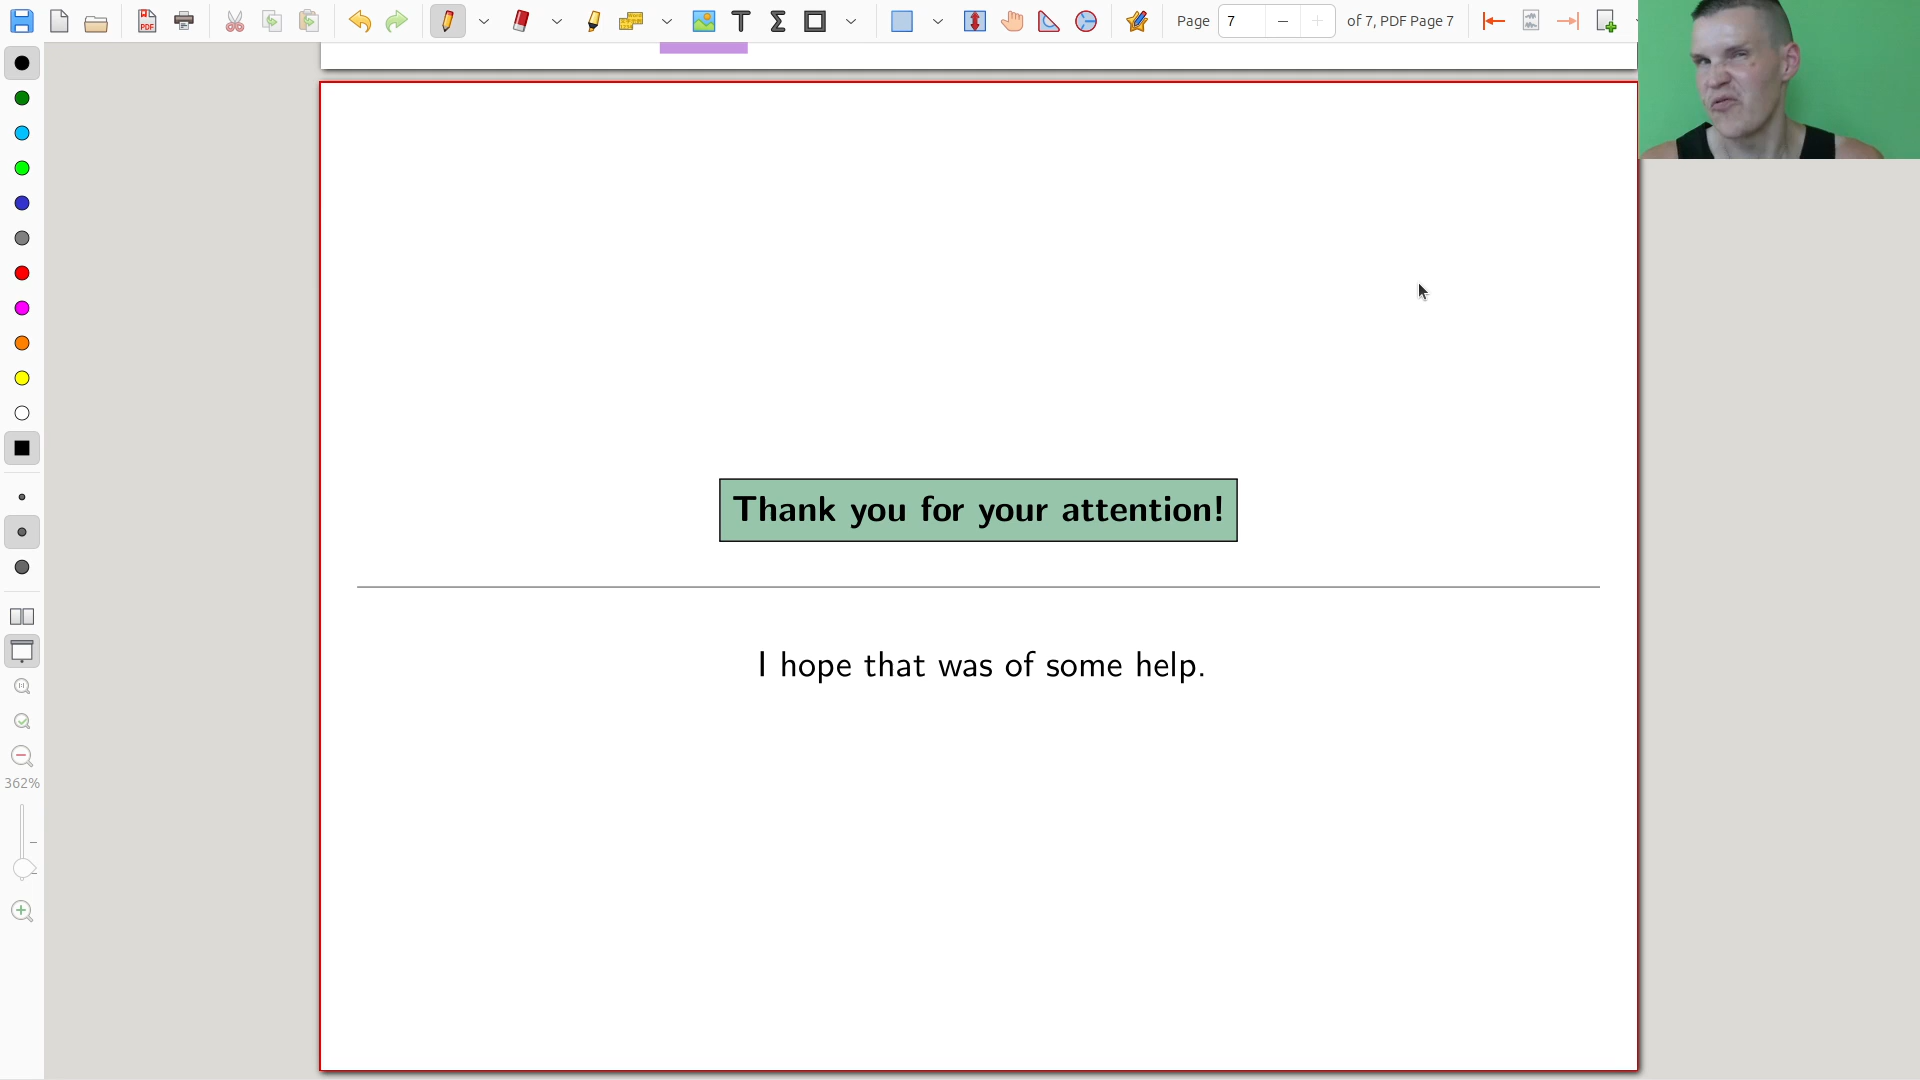 Page 7 of 7, PDF Page 7
Thank you for your attention!
I hope that was of some help.
362%